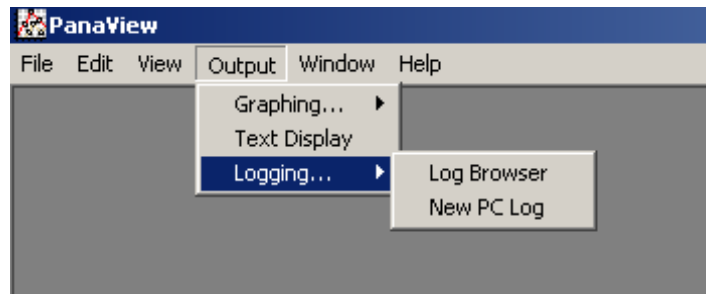 PanaView
File Edit View Output Window Help
Graphing...
Text Display
Logging...
Log Browser
New PC Log